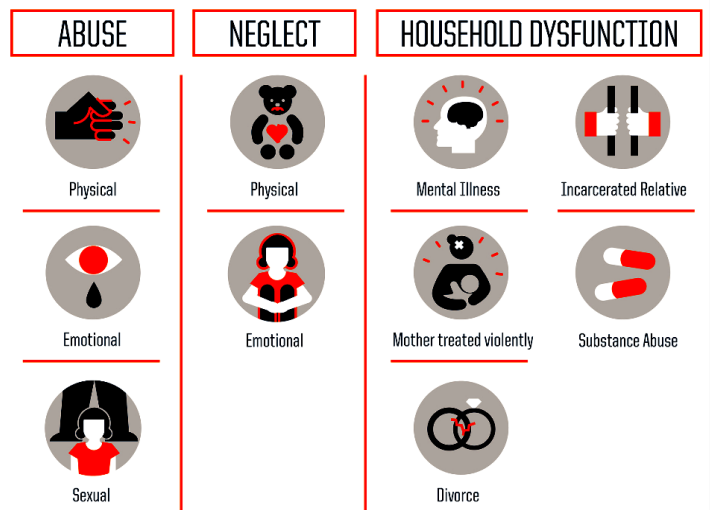 ABUSE
NEGLECT
HOUSEHOLD DYSFUNCTION
Physical
Physical
Mental Illness
Incarcerated Relative
Emotional
Emotional
Mother treated violently
Substance Abuse
Sexual
Divorce